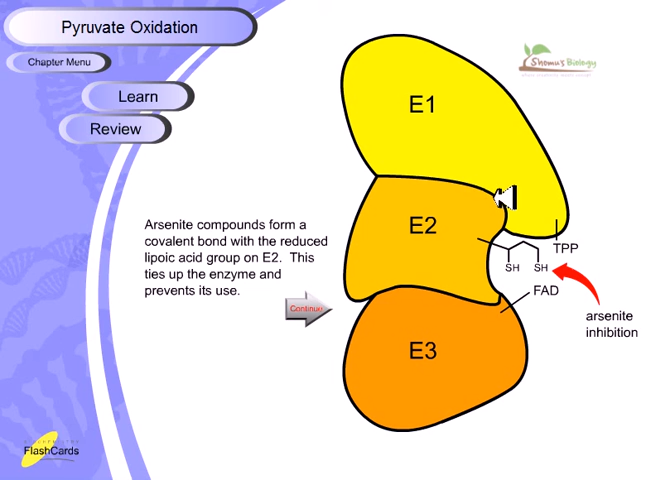 Pyruvate Oxidation
Chapter Menu
Learn
Review
Shomu's Biology
E1
E2
E3
TPP
SH
SH
FAD
arsenite
inhibition
Arsenite compounds form a
covalent bond with the reduced
lipoic acid group on E2. This
ties up the enzyme and
prevents its use.
Continue
FlashCards